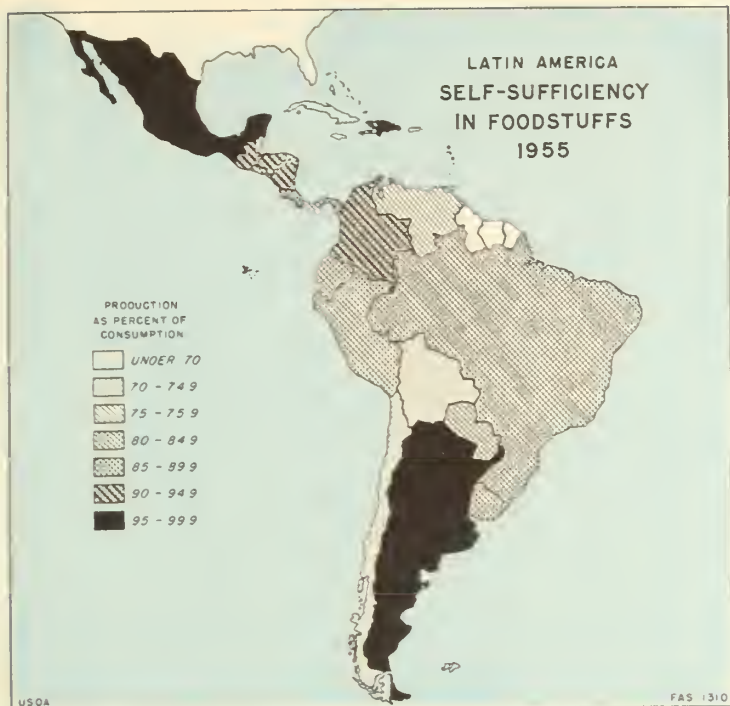 LATIN AMERICA
SELF-SUFFICIENCY
IN FOODSTUFFS
1955
PRODUCTION
AS PERCENT OF
CONSUMPTION
UNDER 70
70 - 74 9
75 - 75 9
80 - 84 9
85 - 89 9
90 - 94 9
95 - 99 9
USDA
FAS 1310